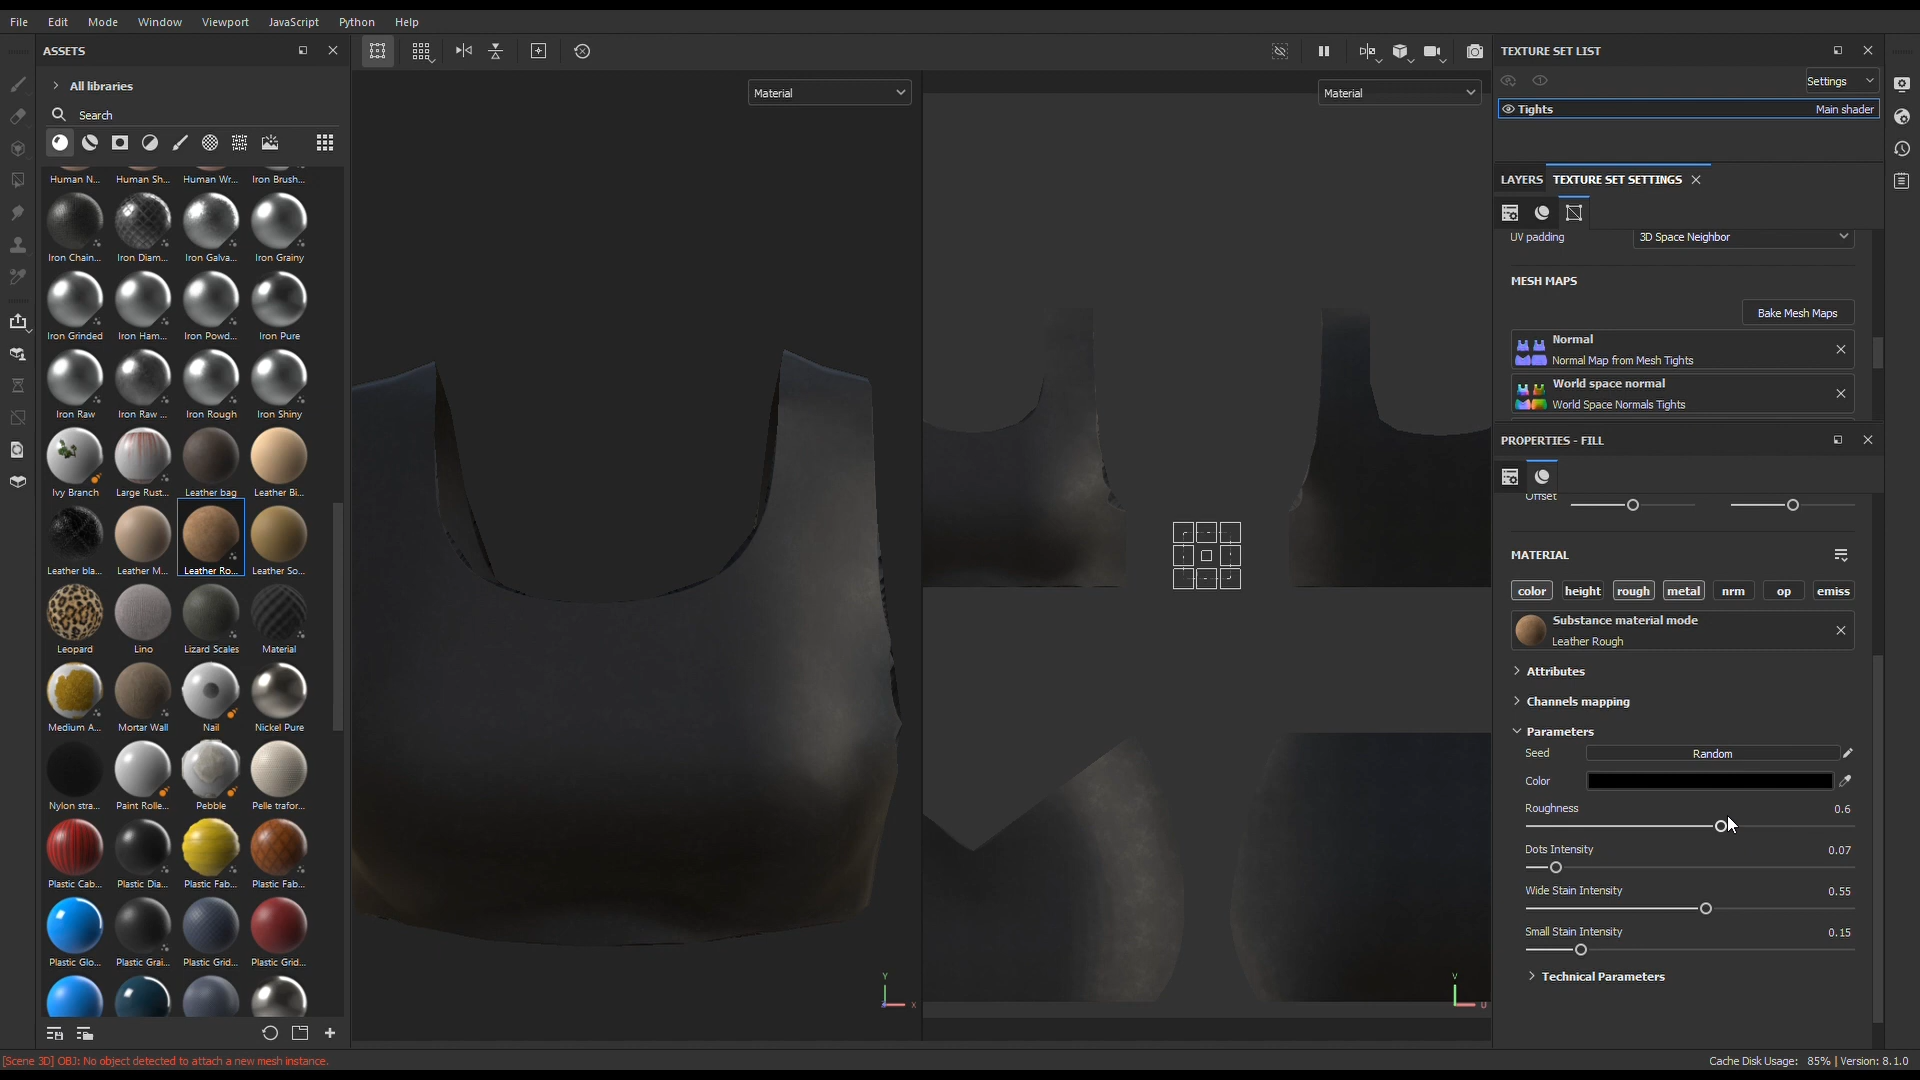 File Edit Mode Window Viewport JavaScript Python Help
ASSETS
All libraries
Search
Human N... Human Sh... Human Wr... Iron Brush...
Iron Chain... Iron Diam... Iron Galva... Iron Grainy
Iron Grinded Iron Ham... Iron Powd... Iron Pure
Iron Raw Iron Raw ... Iron Rough Iron Shiny
Ivy Branch Large Rust... Leather bag Leather Bi...
Leather bla... Leather M... Leather Ro... Leather So...
Leopard Lino Lizard Scales Material
Medium A... Mortar Wall Nail Nickel Pure
Nylon stra... Paint Rolle... Pebble Pelle trafor...
Plastic Cab... Plastic Dia... Plastic Fab... Plastic Fab...
Plastic Glo... Plastic Grai... Plastic Grid... Plastic Grid...
Material
Y
X
Material
V
U
TEXTURE SET LIST
Settings
Tights Main shader
LAYERS TEXTURE SET SETTINGS
UV padding 3D Space Neighbor
MESH MAPS
Bake Mesh Maps
Normal
Normal Map from Mesh Tights
World space normal
World Space Normals Tights
PROPERTIES - FILL
Offset
MATERIAL
color height rough metal nrm op emiss
Substance material mode
Leather Rough
Attributes
Channels mapping
Parameters
Seed Random
Color
Roughness 0.6
Dots Intensity 0.07
Wide Stain Intensity 0.55
Small Stain Intensity 0.15
Technical Parameters
[Scene 3D] OBJ: No object detected to attach a new mesh instance.
Cache Disk Usage: 85% | Version: 8.1.0